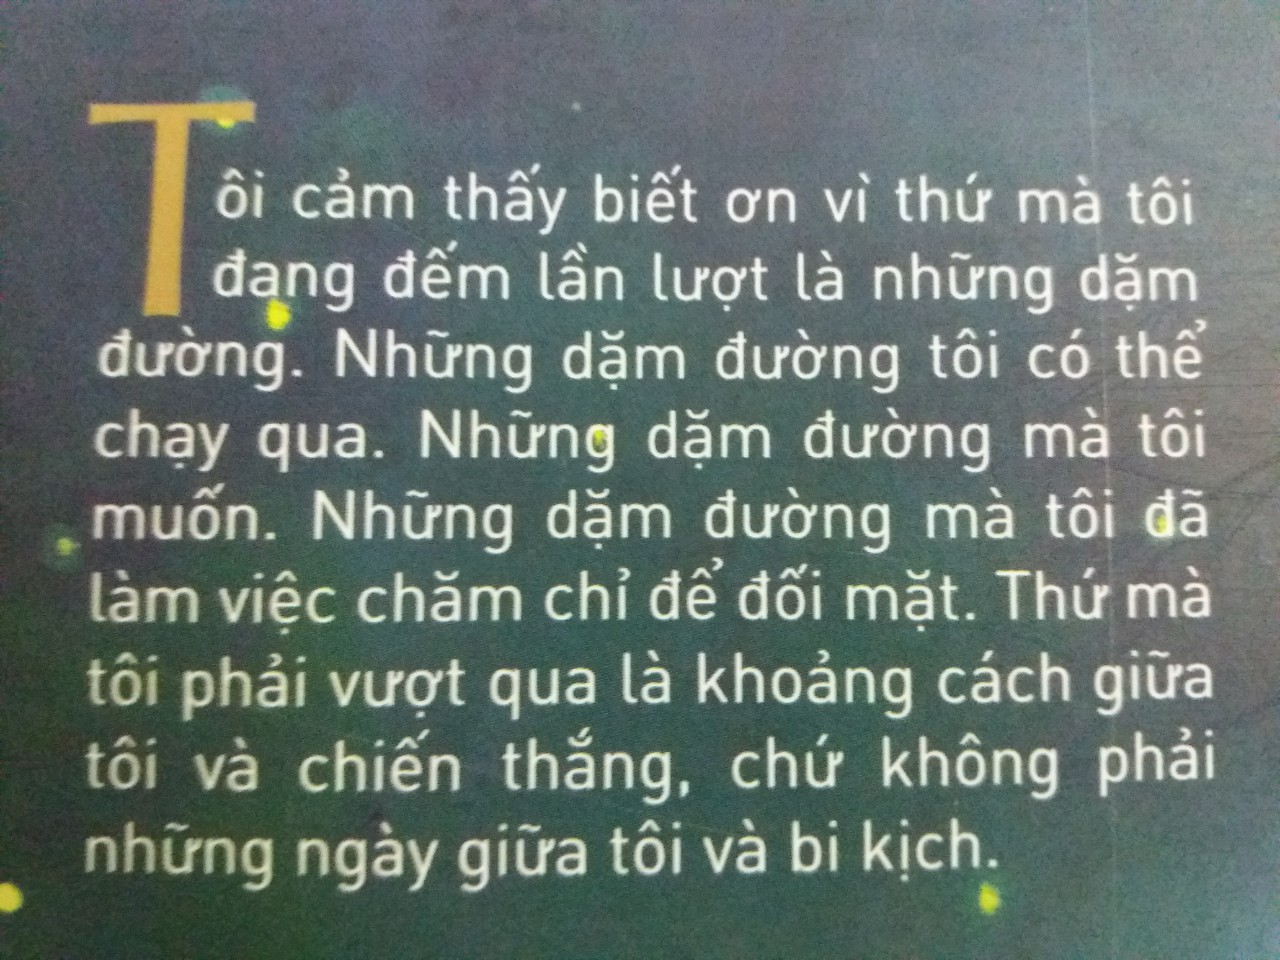 Tôi cảm thấy biết ơn vì thứ mà tôi
đang đếm lần lượt là những dặm
đường. Những dặm đường tôi có thể
chạy qua. Những dặm đường mà tôi
muốn. Những dặm đường mà tôi đã
làm việc chăm chỉ để đối mặt. Thứ mà
tôi phải vượt qua là khoảng cách giữa
tôi và chiến thắng, chứ không phải
những ngày giữa tôi và bi kịch.